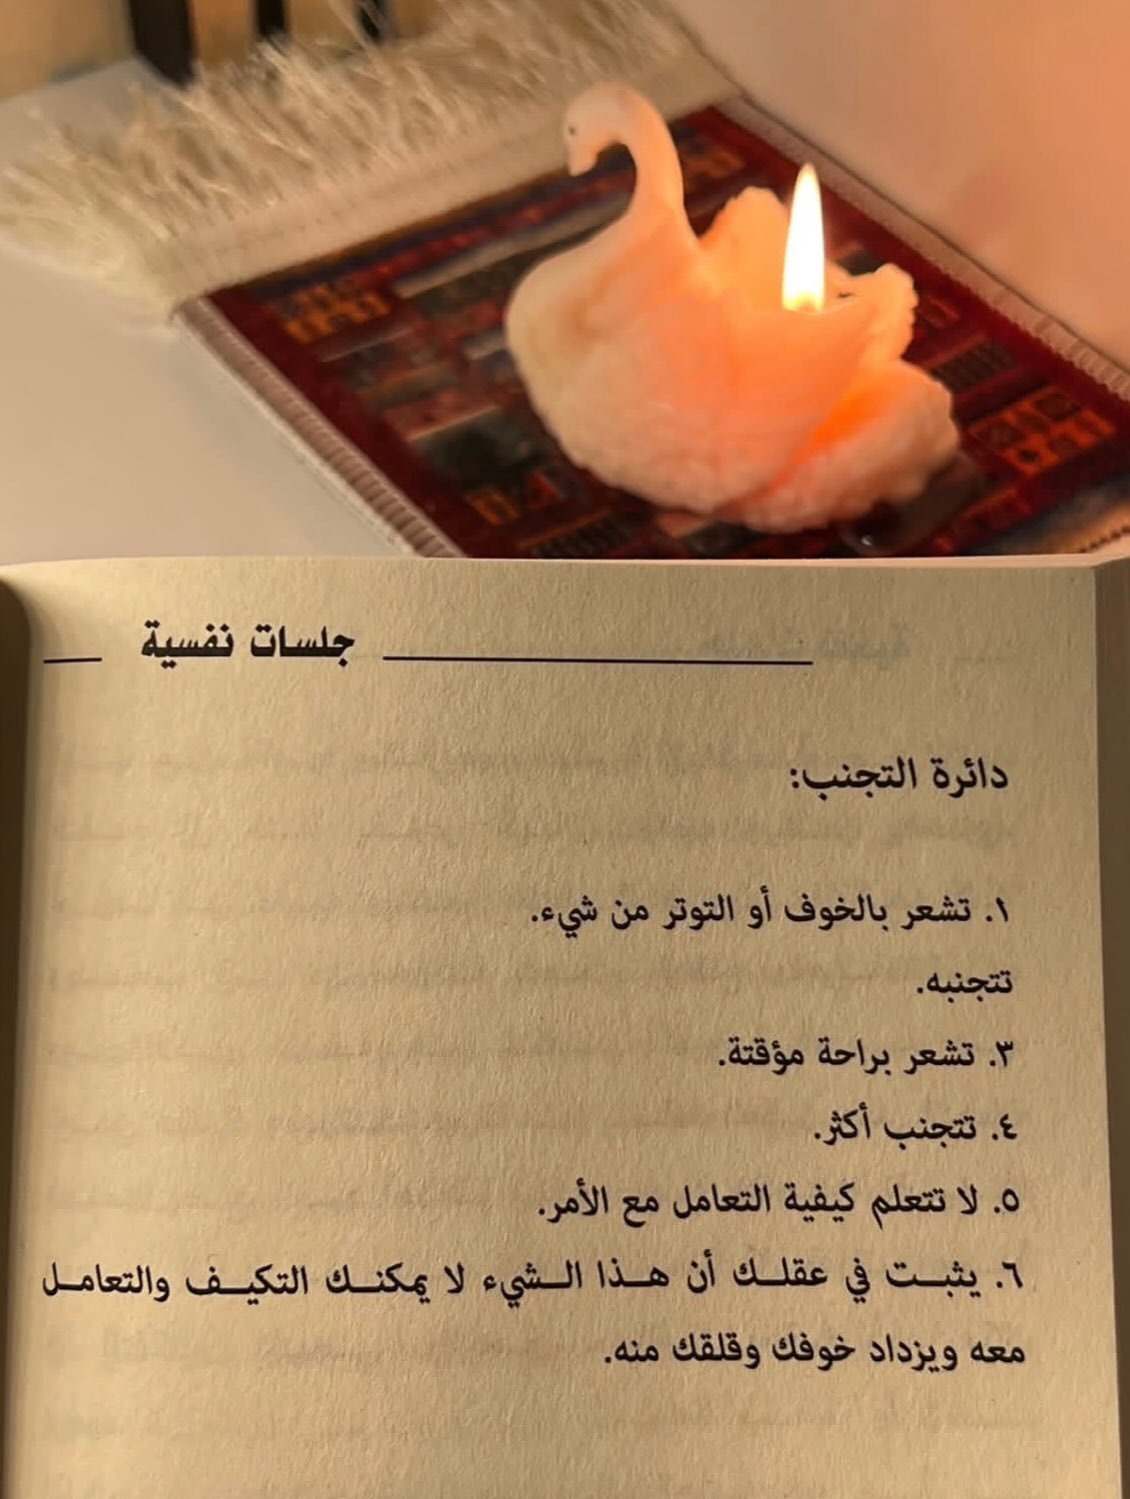 جلسات نفسية
دائرة التجنب:
١. تشعر بالخوف أو التوتر من شيء.
تتجنبه.
٣. تشعر براحة مؤقتة.
٤. تتجنب أكثر.
٥. لا تتعلم كيفية التعامل مع الأمر.
٦. يثبت في عقلك أن هذا الشيء لا يمكنك التكيف والتعامل
معه ويزداد خوفك وقلقك منه.